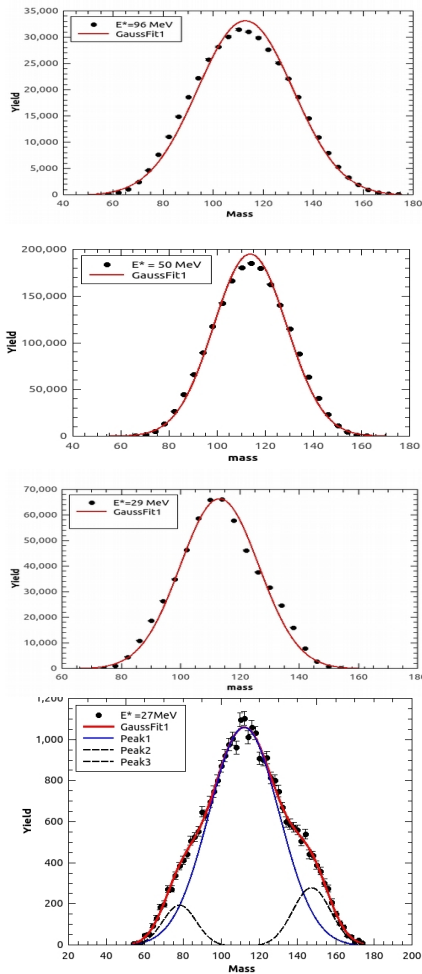 35,000
30,000
25,000
20,000
15,000
10,000
5,000
0
Yield
E*=96 MeV
GaussFit1
40 60 80 100 120 140 160 180
Mass
200,000
150,000
100,000
50,000
0
Yield
E* = 50 MeV
GaussFit1
40 60 80 100 120 140 160 180
mass
70,000
60,000
50,000
40,000
30,000
20,000
10,000
0
Yield
E*=29 MeV
GaussFit1
60 80 100 120 140 160 180
mass
1,200
1,000
800
600
400
200
0
Yield
E* =27MeV
GaussFit1
Peak1
Peak2
Peak3
20 40 60 80 100 120 140 160 180 200
Mass